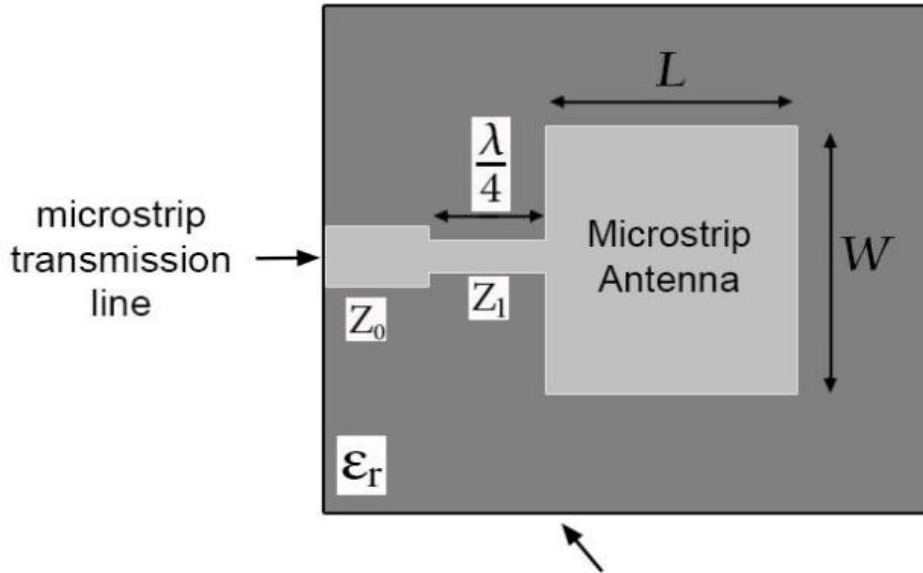 L
λ/4
microstrip
transmission
line
Microstrip
Antenna
W
Z₀
Z₁
εᵣ